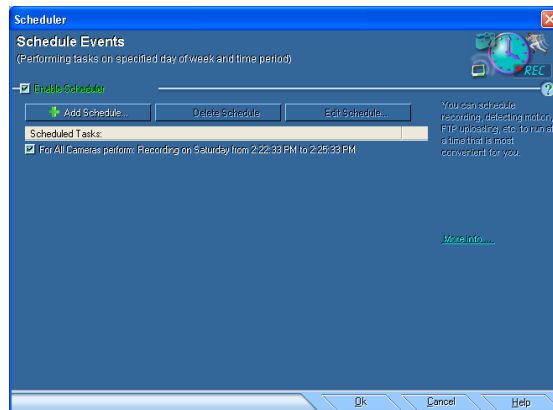 Scheduler
Schedule Events
(Performing tasks on specified day of week and time period)
REC
Enable Scheduler
?
Add Schedule...
Delete Schedule
Edit Schedule...
You can schedule
recording, detecting motion,
FTP uploading, etc. to run at
a time that is most
convenient for you.
Scheduled Tasks:
For All Cameras perform: Recording on Saturday from 2:22:33 PM to 2:25:33 PM
More info....
Ok
Cancel
Help